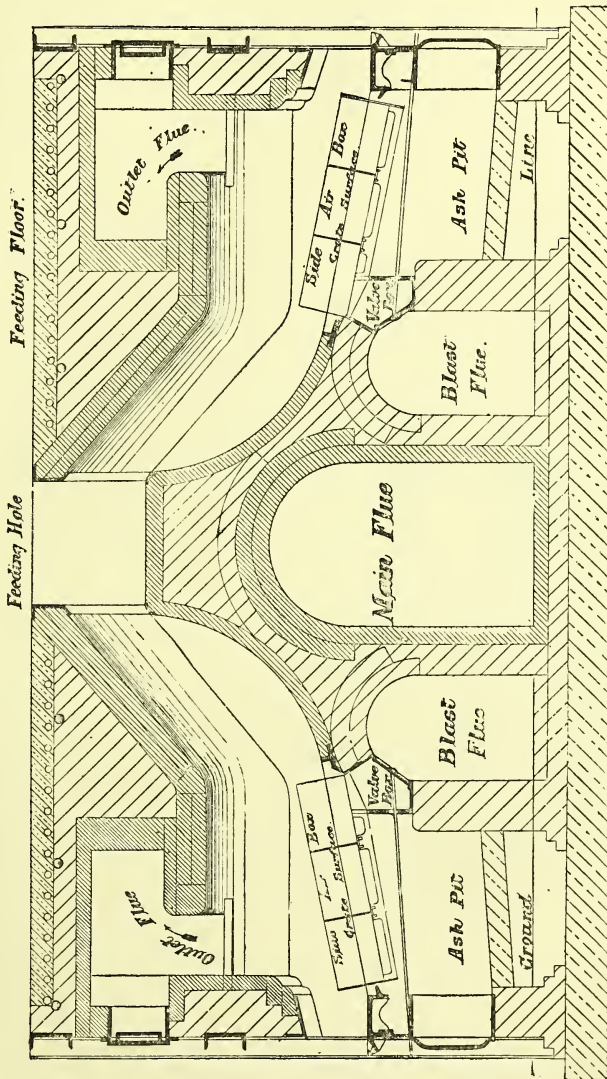 Feeding Floor.
Feeding Hole
Outlet Flue.
Outlet Flue
Side Air Box
Grate Surface.
Box
Grate Surface.
Valve Box
Valve Box
Ash Pit
Ash Pit
Blast Flue.
Main Flue
Blast Flue
Ground
Line